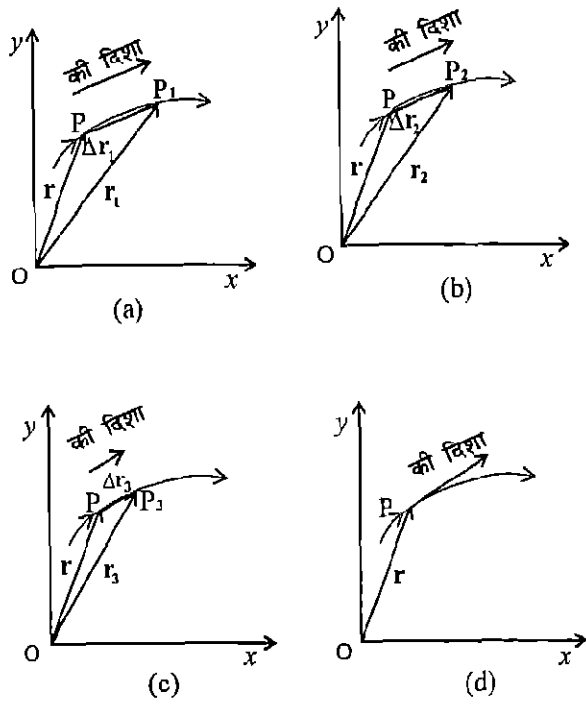 y
की दिशा
P P₁
Δr₁
r r₁
O x
(a)
y
की दिशा
P P₂
Δr₂
r r₂
O x
(b)
y
की दिशा
P Δr₃ P₃
r r₃
O x
(c)
y
की दिशा
P
r
O x
(d)